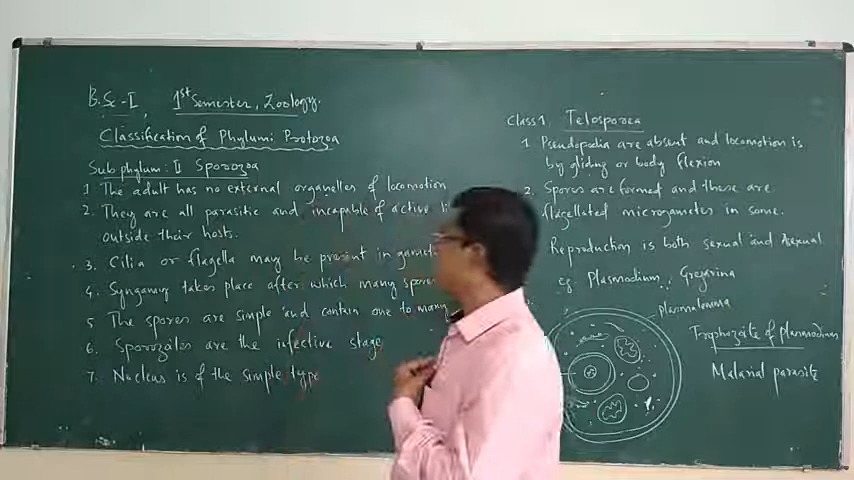 B.Sc-I 1st Semester, Zoology.
Classification of Phylum: Protozoa
Subphylum: II Sporozoa
1 The adult has no external organelles of locomotion
2. They are all parasitic and incapable of active
outside their hosts.
3. Cilia or flagella may be present in
4. Syngamy takes place after which many
5 The spores are simple and contain one to many
6. Sporozoites are the infective stage
7. Nucleus is of the simple type
Class 1. Telosporea
1 Pseudopodia are absent and locomotion is
by gliding or body flexion
2. Spores are formed and these are
flagellated microgametes in some.
Reproduction is both sexual and Asexual
eg. Plasmodium, Gregarina
plasmalemma
Trophozoite of plasmodium
Malarial parasite